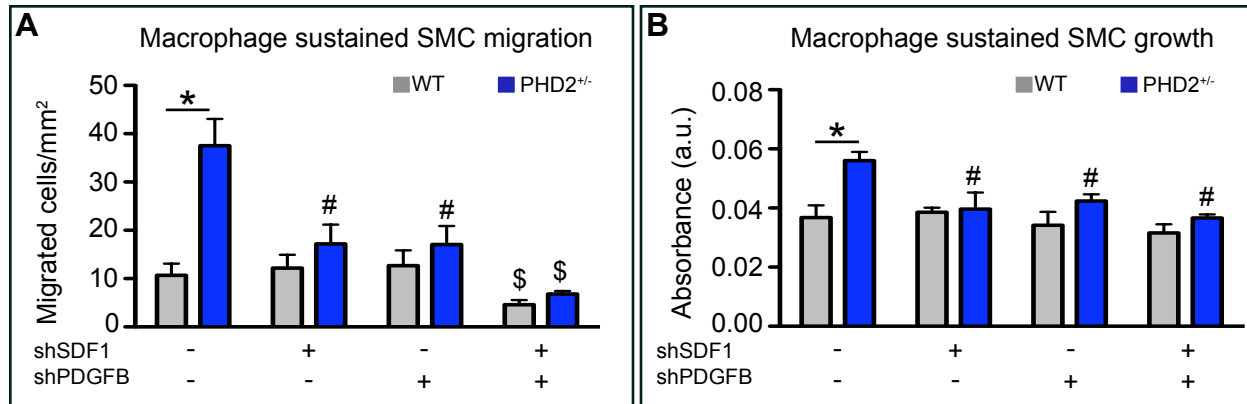 A
Macrophage sustained SMC migration
WT PHD2+/-
Migrated cells/mm²
50
40
30
20
10
0
*
#
#
$
$
shSDF1 - + - +
shPDGFB - - + +
B
Macrophage sustained SMC growth
WT PHD2+/-
Absorbance (a.u.)
0.08
0.06
0.04
0.02
0.00
*
#
#
#
shSDF1 - + - +
shPDGFB - - + +